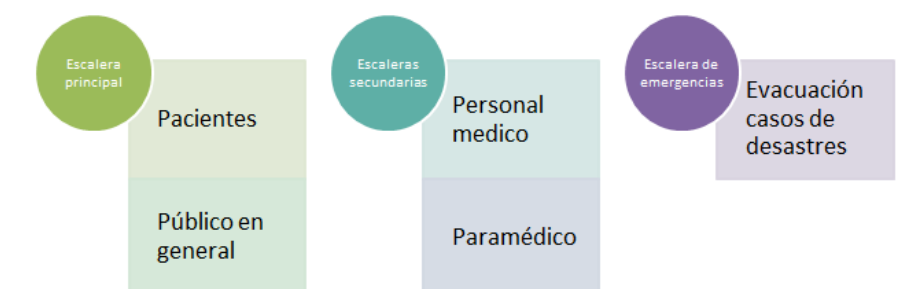 Escalera
principal
Pacientes
Público en
general
Escaleras
secundarias
Personal
medico
Paramédico
Escalera de
emergencias
Evacuación
casos de
desastres